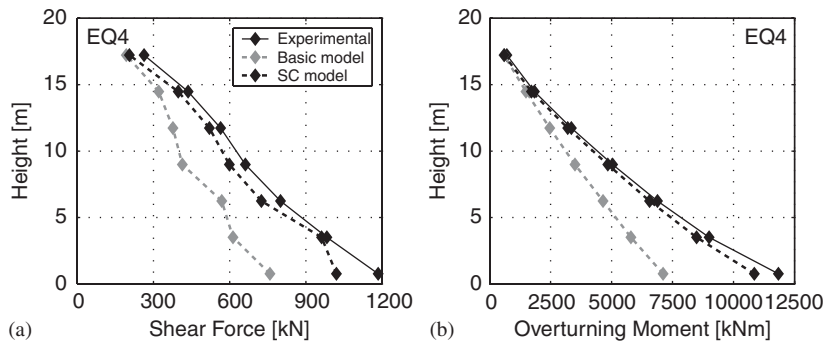 20
15
10
5
0
Height [m]
EQ4
Experimental
Basic model
SC model
0 300 600 900 1200
(a) Shear Force [kN]
20
15
10
5
0
Height [m]
EQ4
0 2500 5000 7500 10000 12500
(b) Overturning Moment [kNm]